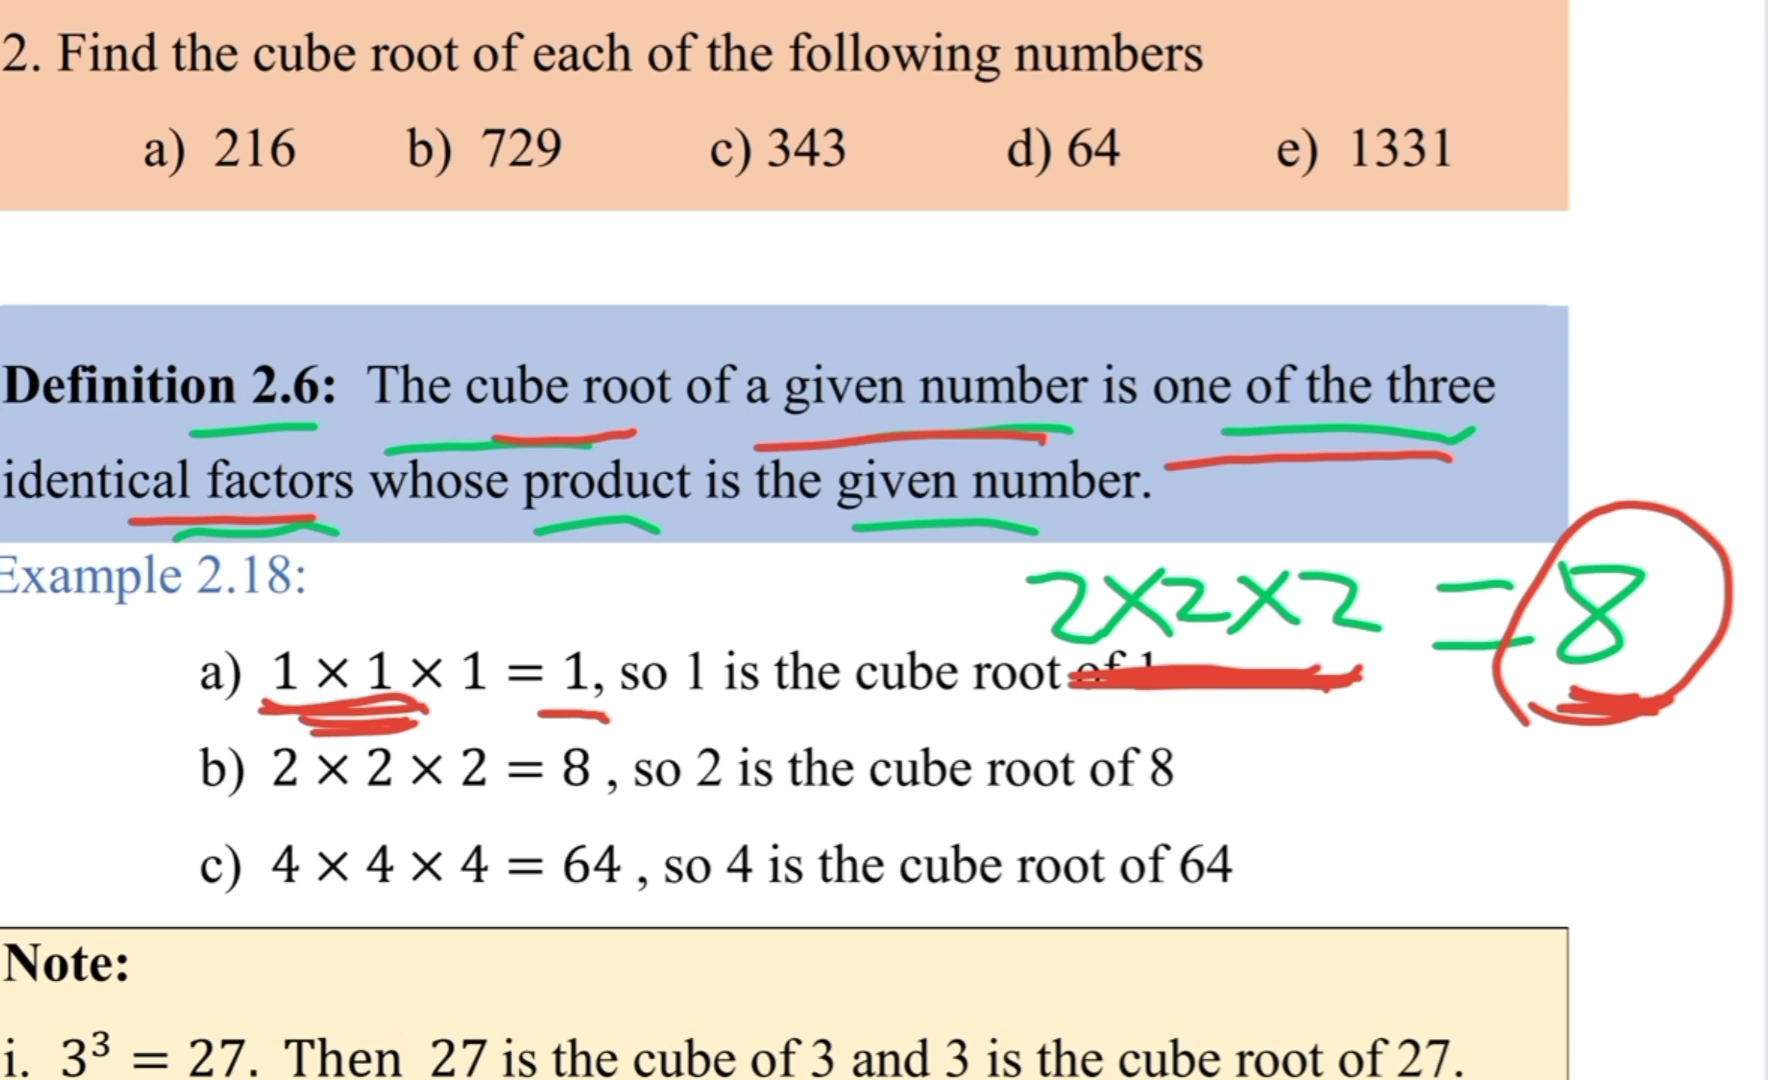 2. Find the cube root of each of the following numbers
a) 216 b) 729 c) 343 d) 64 e) 1331
Definition 2.6: The cube root of a given number is one of the three
identical factors whose product is the given number.
Example 2.18:
2×2×2 = 8
a) 1 × 1 × 1 = 1, so 1 is the cube root of 1
b) 2 × 2 × 2 = 8 , so 2 is the cube root of 8
c) 4 × 4 × 4 = 64 , so 4 is the cube root of 64
Note:
i. 3³ = 27. Then 27 is the cube of 3 and 3 is the cube root of 27.